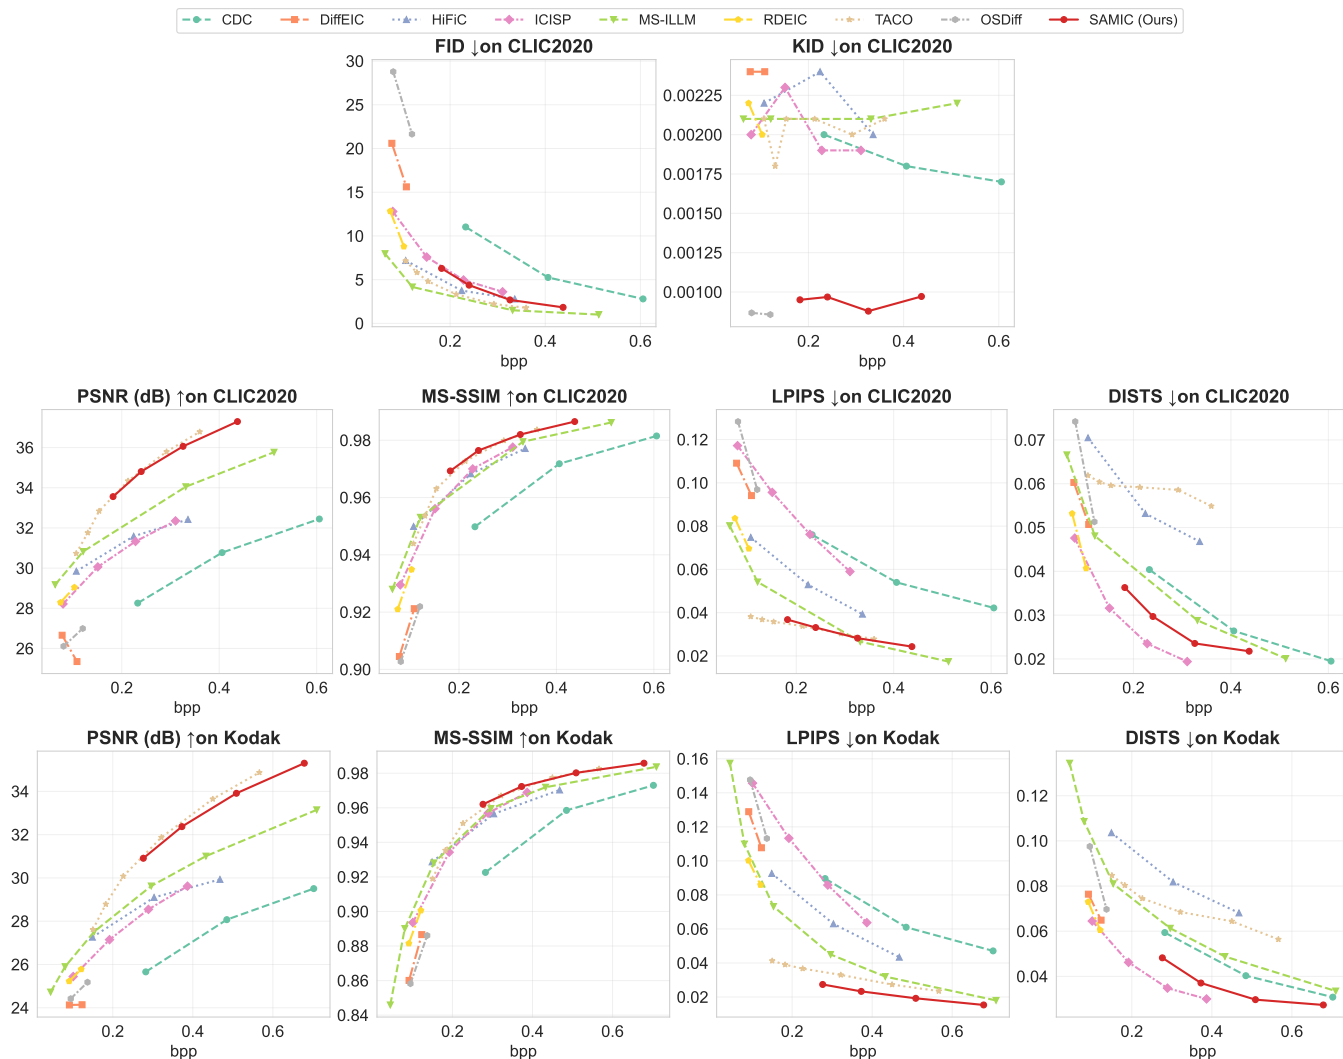 CDC DiffEIC HiFiC ICISP MS-ILLM RDEIC TACO OSDiff SAMIC (Ours)
FID ↓on CLIC2020 KID ↓on CLIC2020
30
25
20
15
10
5
0
0.2 0.4 0.6
bpp
0.00225
0.00200
0.00175
0.00150
0.00125
0.00100
0.2 0.4 0.6
bpp
PSNR (dB) ↑on CLIC2020 MS-SSIM ↑on CLIC2020 LPIPS ↓on CLIC2020 DISTS ↓on CLIC2020
36
34
32
30
28
26
0.2 0.4 0.6
bpp
0.98
0.96
0.94
0.92
0.90
0.2 0.4 0.6
bpp
0.12
0.10
0.08
0.06
0.04
0.02
0.2 0.4 0.6
bpp
0.07
0.06
0.05
0.04
0.03
0.02
0.2 0.4 0.6
bpp
PSNR (dB) ↑on Kodak MS-SSIM ↑on Kodak LPIPS ↓on Kodak DISTS ↓on Kodak
34
32
30
28
26
24
0.2 0.4 0.6
bpp
0.98
0.96
0.94
0.92
0.90
0.88
0.86
0.84
0.2 0.4 0.6
bpp
0.16
0.14
0.12
0.10
0.08
0.06
0.04
0.02
0.2 0.4 0.6
bpp
0.12
0.10
0.08
0.06
0.04
0.2 0.4 0.6
bpp